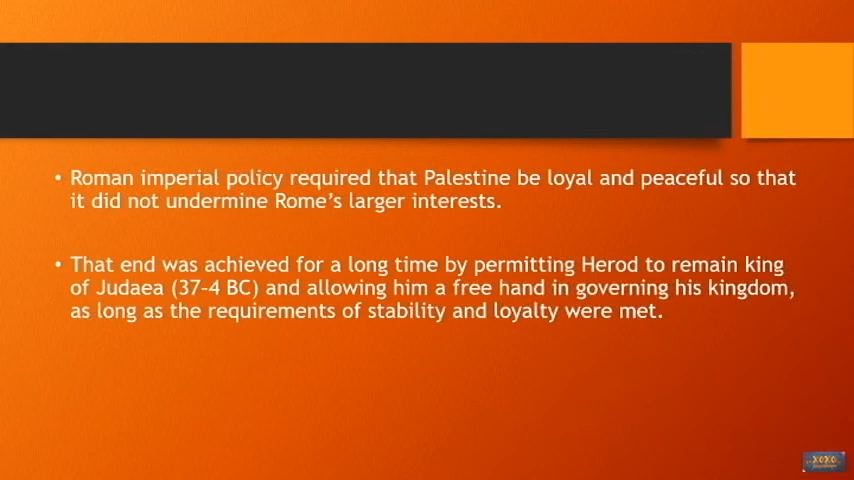 • Roman imperial policy required that Palestine be loyal and peaceful so that
it did not undermine Rome's larger interests.
• That end was achieved for a long time by permitting Herod to remain king
of Judaea (37–4 BC) and allowing him a free hand in governing his kingdom,
as long as the requirements of stability and loyalty were met.
XOXO